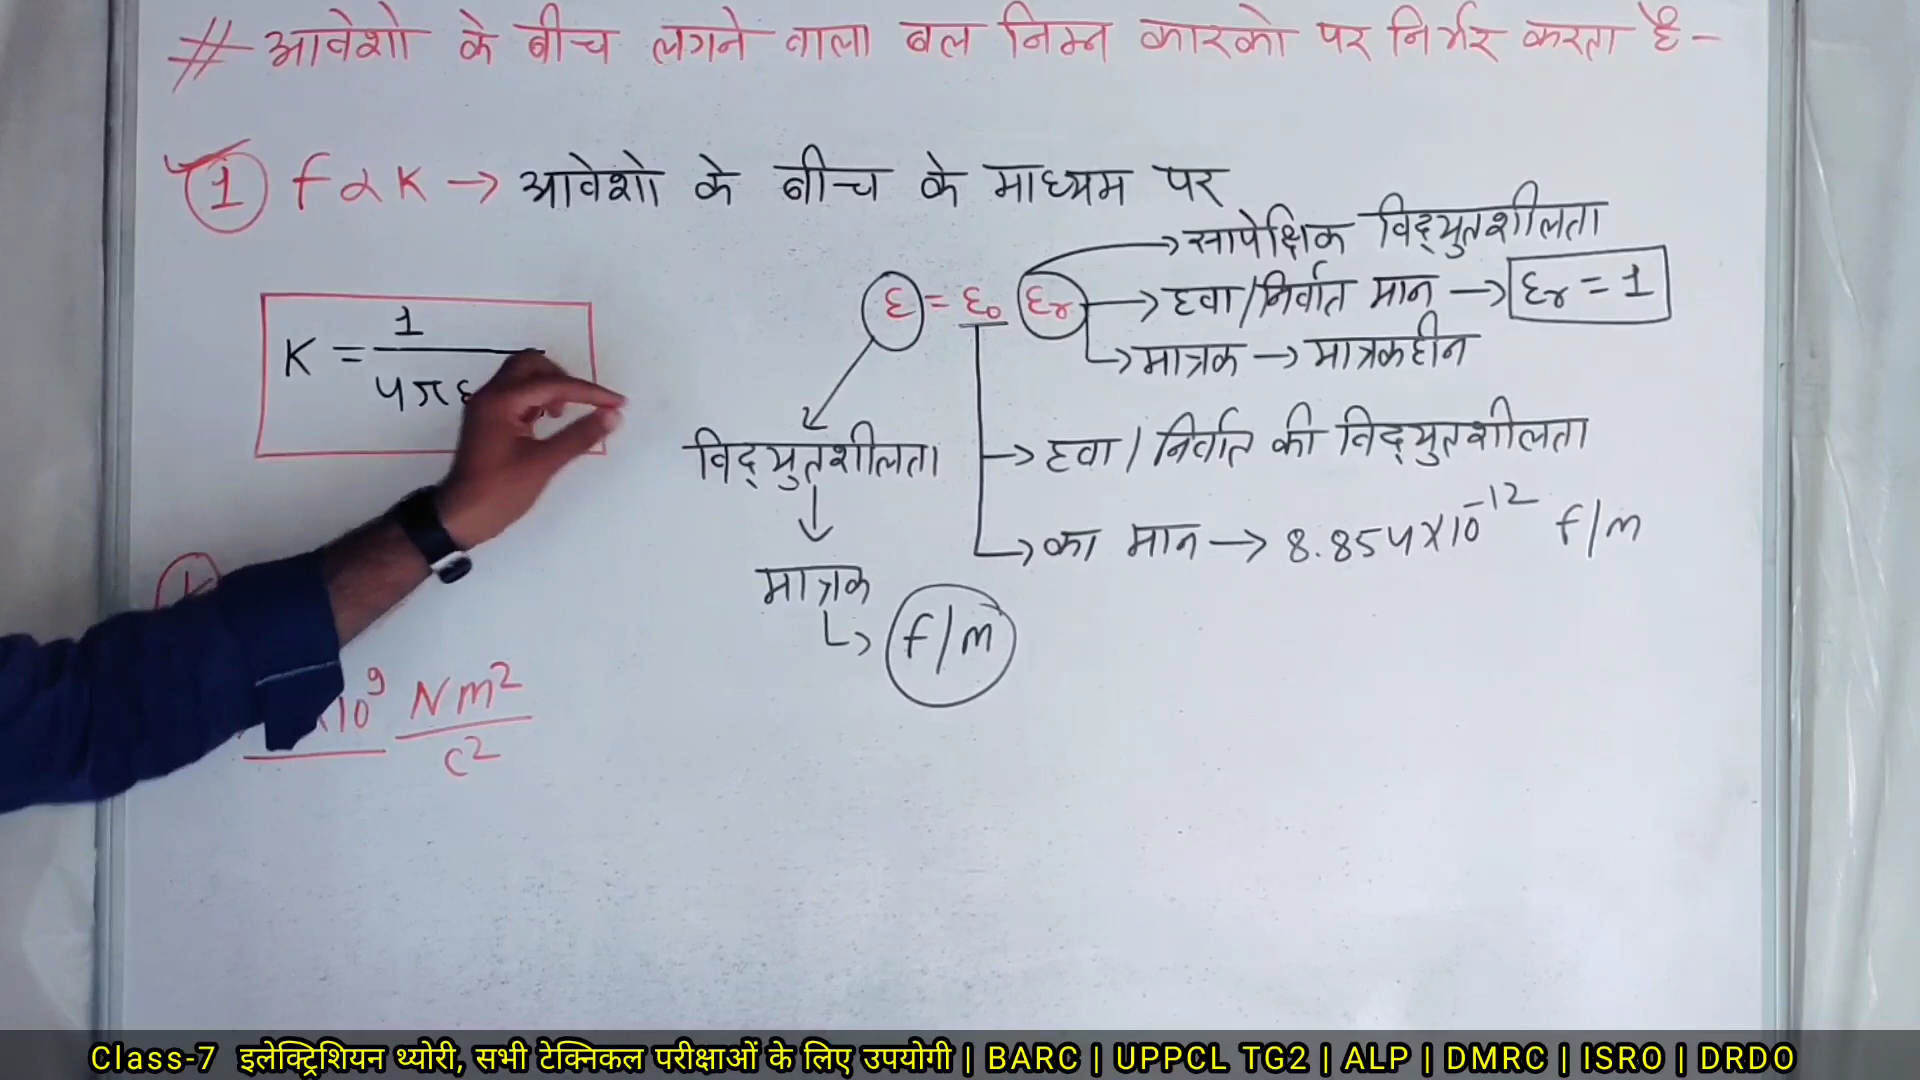 # आवेशो के बीच लगने वाला बल निम्न कारको पर निर्भर करता है -
1 F α K → आवेशो के बीच के माध्यम पर
→ सापेक्षिक विद्युतशीलता
ε = ε₀ εr → हवा/निर्वात मान → εr = 1
→ मात्रक → मात्रकहीन
K = 1
4πε
विद्युतशीलता
→ हवा / निर्वात की विद्युतशीलता
→ का मान → 8.854×10⁻¹² f/m
मात्रक
↳ f/m
×10⁹ Nm²
c²
Class-7 इलेक्ट्रिशियन थ्योरी, सभी टेक्निकल परीक्षाओं के लिए उपयोगी | BARC | UPPCL TG2 | ALP | DMRC | ISRO | DRDO